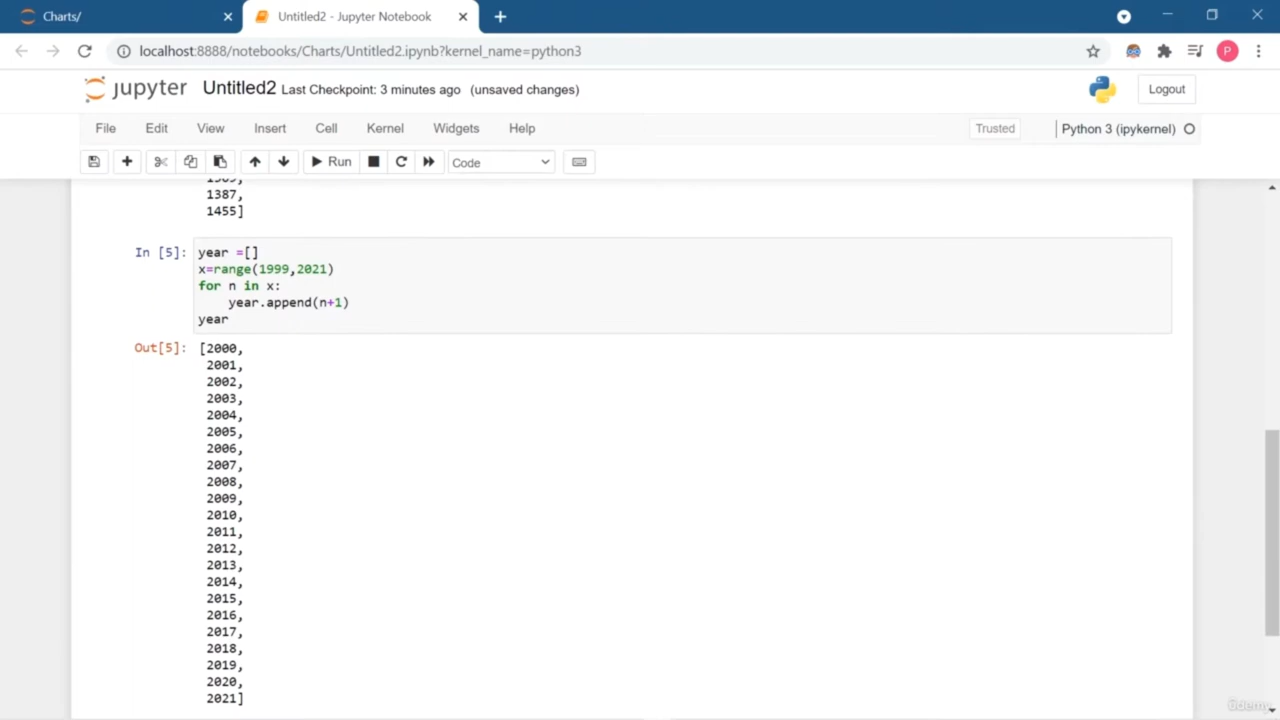 Charts/
Untitled2 - Jupyter Notebook
localhost:8888/notebooks/Charts/Untitled2.ipynb?kernel_name=python3
P
jupyter Untitled2 Last Checkpoint: 3 minutes ago (unsaved changes)
Logout
File Edit View Insert Cell Kernel Widgets Help
Trusted
Python 3 (ipykernel)
Run
Code
1387,
1455]
In [5]: year =[]
x=range(1999,2021)
for n in x:
    year.append(n+1)
year
Out[5]: [2000,
2001,
2002,
2003,
2004,
2005,
2006,
2007,
2008,
2009,
2010,
2011,
2012,
2013,
2014,
2015,
2016,
2017,
2018,
2019,
2020,
2021]
ûdemy